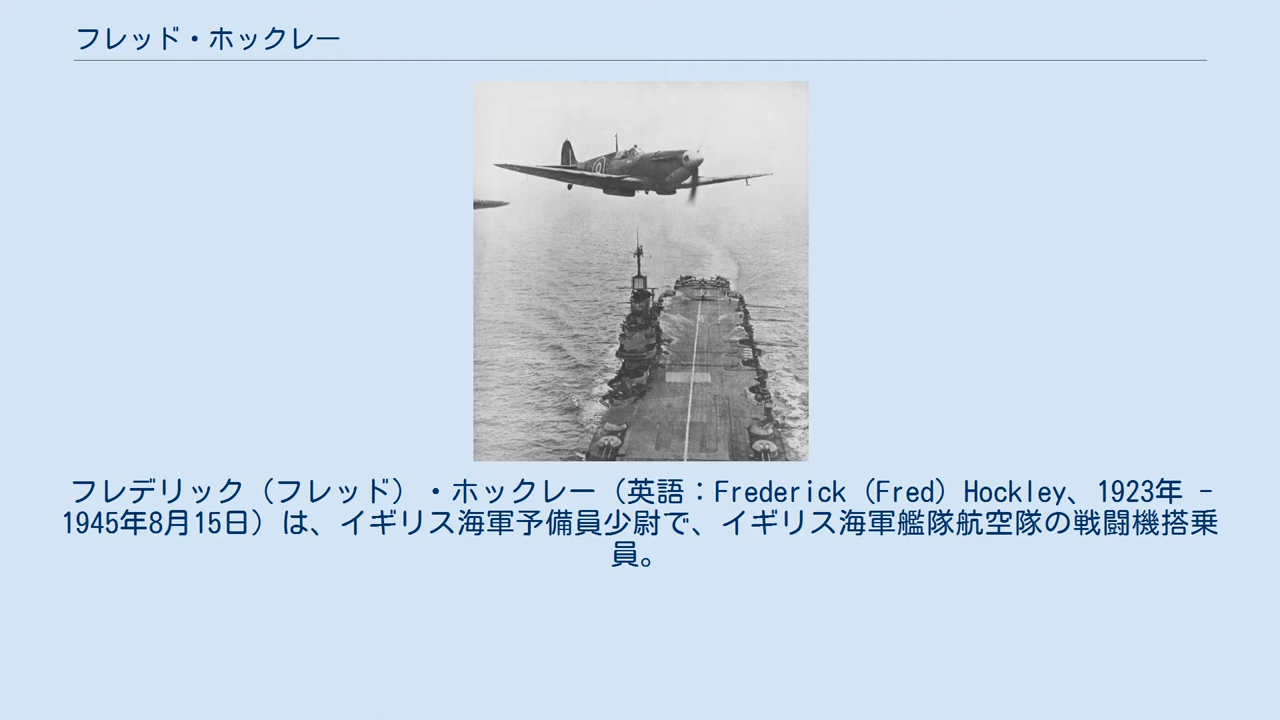 フレッド・ホックレー
フレデリック（フレッド）・ホックレー（英語：Frederick（Fred）Hockley、1923年 -
1945年8月15日）は、イギリス海軍予備員少尉で、イギリス海軍艦隊航空隊の戦闘機搭乗
員。